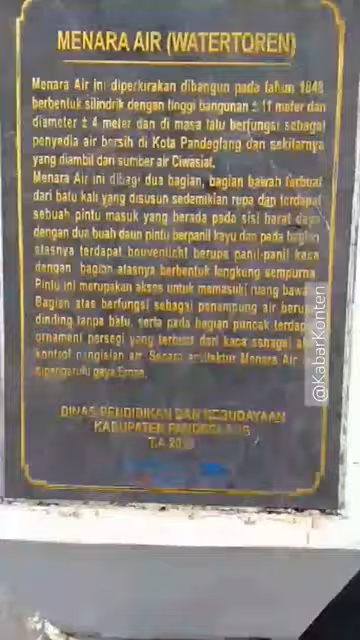 MENARA AIR (WATERTOREN)
Menara Air ini diperkirakan dibangun pada tahun 1848
berbentuk silindrik dengan tinggi bangunan ± 11 meter dan
diameter ± 4 meter dan di masa lalu berfungsi sebagai
penyedia air bersih di Kota Pandeglang dan sekitarnya
yang diambil dari sumber air Ciwasiat.
Menara Air ini dibagi dua bagian, bagian bawah terbuat
dari batu kali yang disusun sedemikian rupa dan terdapat
sebuah pintu masuk yang berada pada sisi barat daya
dengan dua buah daun pintu berpanil kayu dan pada bagian
atasnya terdapat bouvenlicht berupa panil-panil kaca
dengan bagian atasnya berbentuk lengkung sempurna.
Pintu ini merupakan akses untuk memasuki ruang bawa
Bagian atas berfungsi sebagai penampung air berup
dinding tanpa batu, serta pada bagian puncak terdap
ornamen persegi yang terbuat dari kaca sebagai al
kontrol pengisian air. Secara arsitektur Menara Air
dipengaruhi gaya Eropa.
DINAS PENDIDIKAN DAN KEBUDAYAAN
KABUPATEN PANDEGLANG
T.A
@KabarKonten